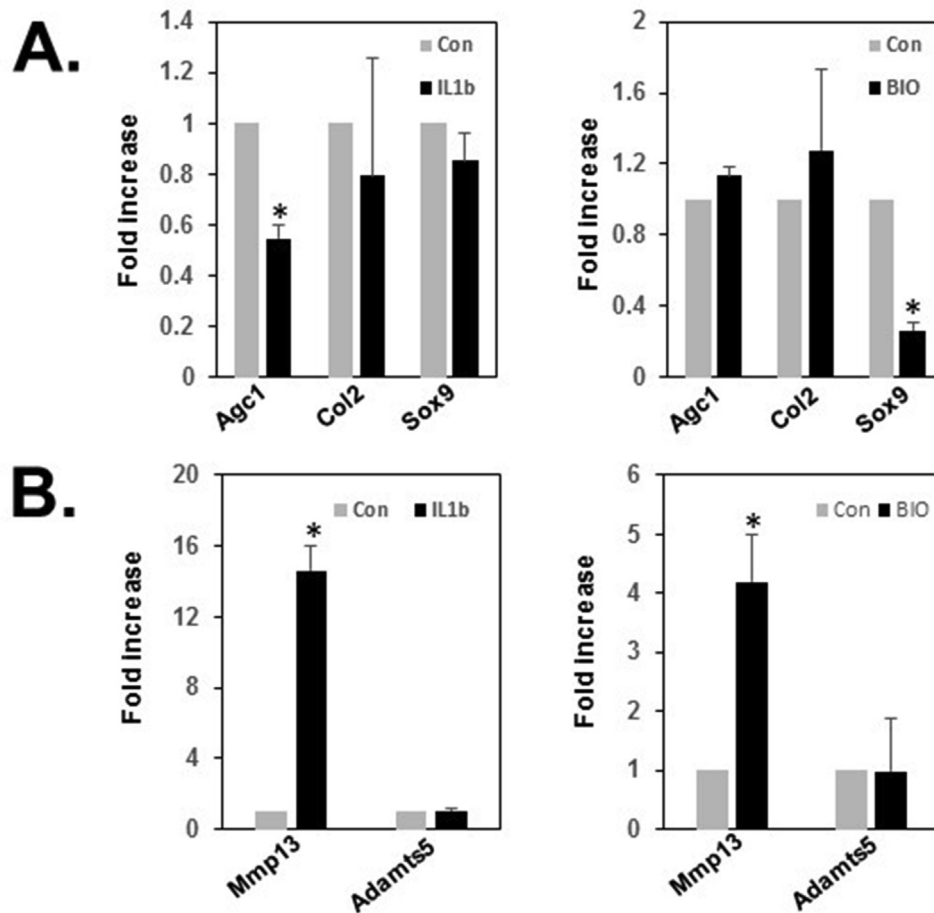 A.
Fold increase
1.4
1.2
1
0.8
0.6
0.4
0.2
0
Con
IL1b
*
Agc1
Col2
Sox9
Fold increase
2
1.6
1.2
0.8
0.4
0
Con
BIO
*
Agc1
Col2
Sox9
B.
Fold increase
20
16
12
8
4
0
Con IL1b
*
Mmp13
Adamts5
Fold increase
6
5
4
3
2
1
0
Con BIO
*
Mmp13
Adamts5